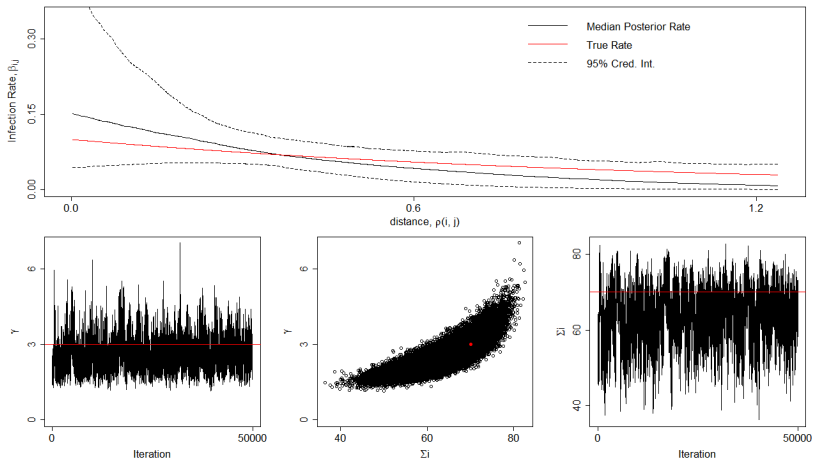 Infection Rate, βi,j
0.30
0.15
0.00
Median Posterior Rate
True Rate
95% Cred. Int.
0.0
0.6
1.2
distance, ρ(i, j)
γ
6
3
0
0
50000
Iteration
γ
6
3
0
40
60
80
Σi
Σi
80
60
40
0
50000
Iteration